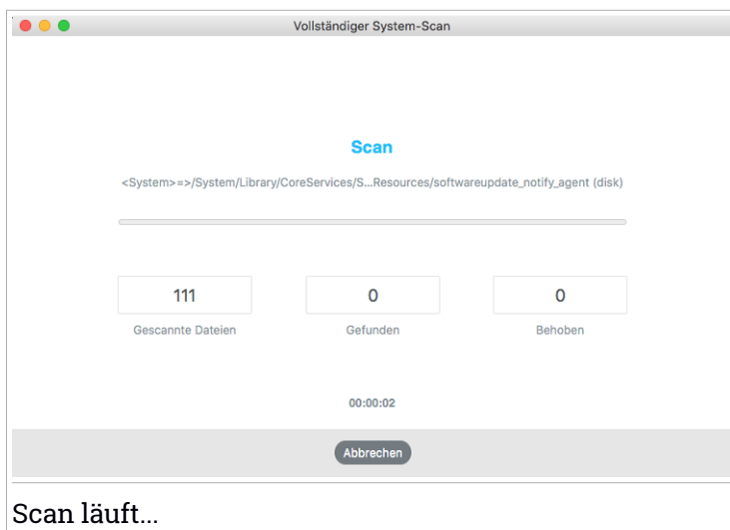 Vollständiger System-Scan
Scan
<System>=>/System/Library/CoreServices/S...Resources/softwareupdate_notify_agent (disk)
111
0
0
Gescannte Dateien
Gefunden
Behoben
00:00:02
Abbrechen
Scan läuft...